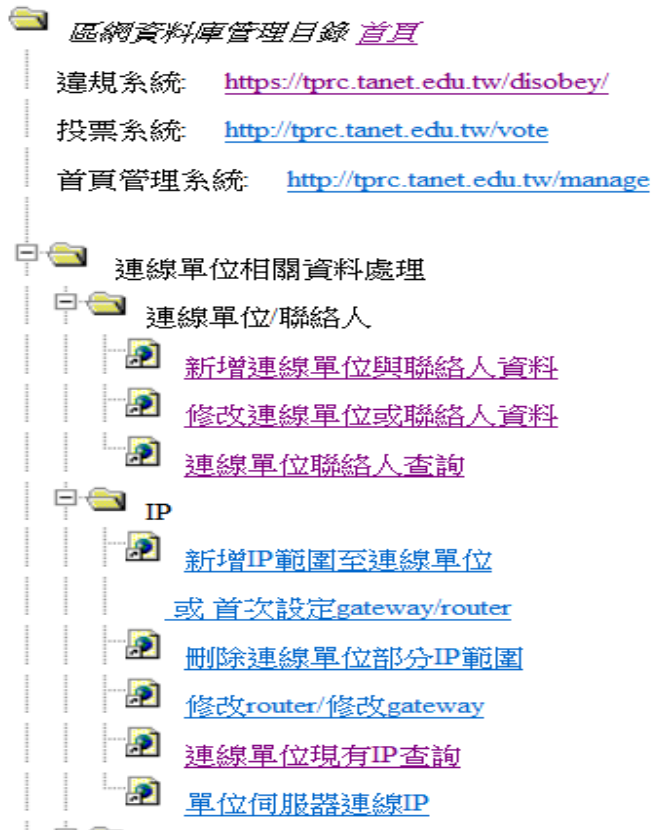 區網資料庫管理目錄 首頁
違規系統: https://tprc.tanet.edu.tw/disobey/
投票系統: http://tprc.tanet.edu.tw/vote
首頁管理系統: http://tprc.tanet.edu.tw/manage
連線單位相關資料處理
連線單位/聯絡人
新增連線單位與聯絡人資料
修改連線單位或聯絡人資料
連線單位聯絡人查詢
IP
新增IP範圍至連線單位
或 首次設定gateway/router
刪除連線單位部分IP範圍
修改router/修改gateway
連線單位現有IP查詢
單位伺服器連線IP